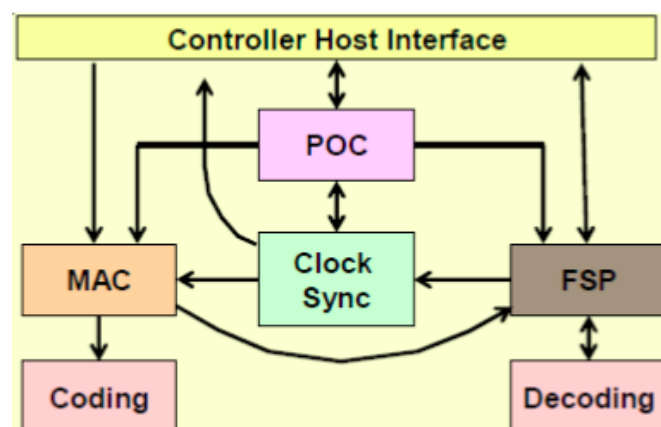 Controller Host Interface
POC
MAC
Clock
Sync
FSP
Coding
Decoding